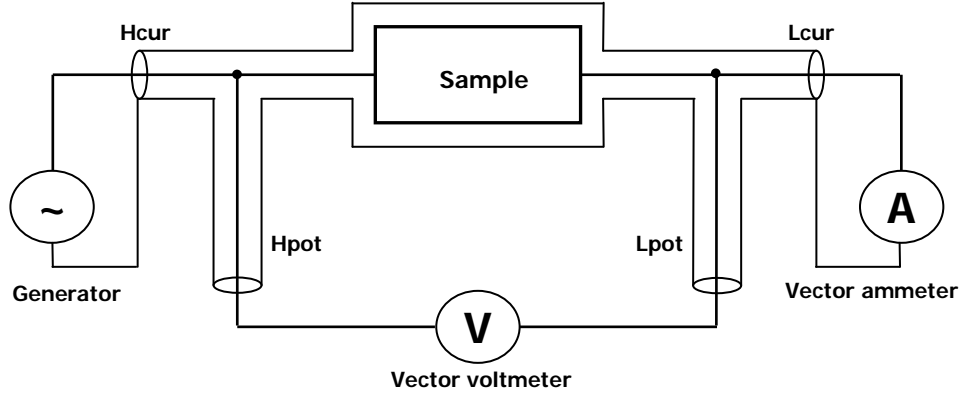 Hcur
Lcur
Sample
~
A
Hpot
Lpot
Generator
Vector ammeter
V
Vector voltmeter